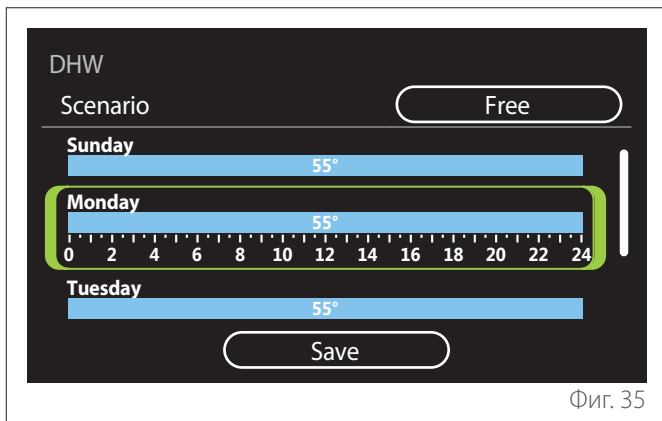 DHW
Scenario Free
Sunday
55°
Monday
55°
0 2 4 6 8 10 12 14 16 18 20 22 24
Tuesday
55°
Save
Фиг. 35